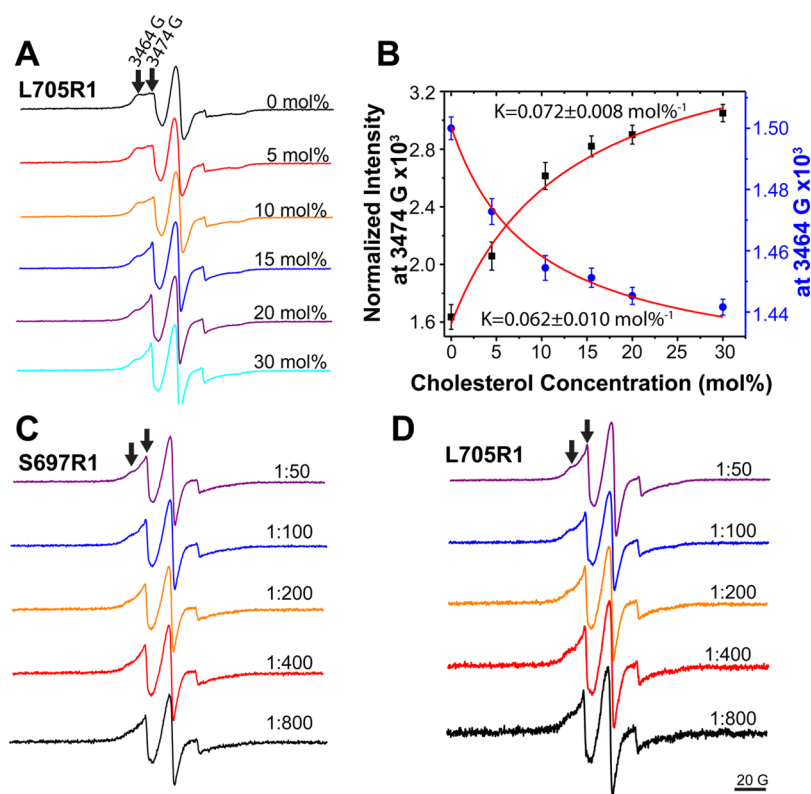 A
3464 G
3474 G
L705R1
0 mol%
5 mol%
10 mol%
15 mol%
20 mol%
30 mol%
B
Normalized Intensity
at 3474 G x10³
3.2
2.8
2.4
2.0
1.6
K=0.072±0.008 mol%⁻¹
K=0.062±0.010 mol%⁻¹
1.50
1.48
1.46
1.44
at 3464 G x10³
0 5 10 15 20 25 30
Cholesterol Concentration (mol%)
C
S697R1
1:50
1:100
1:200
1:400
1:800
D
L705R1
1:50
1:100
1:200
1:400
1:800
20 G